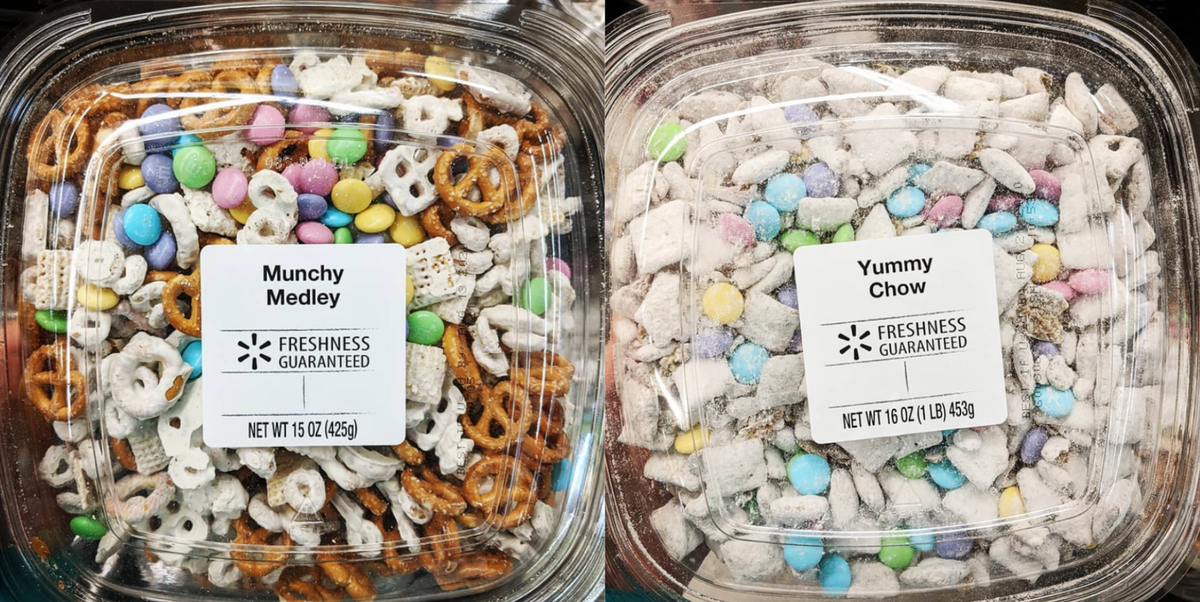 Munchy
Medley
FRESHNESS
GUARANTEED
NET WT 15 OZ (425g)
Yummy
Chow
FRESHNESS
GUARANTEED
NET WT 16 OZ (1 LB) 453g